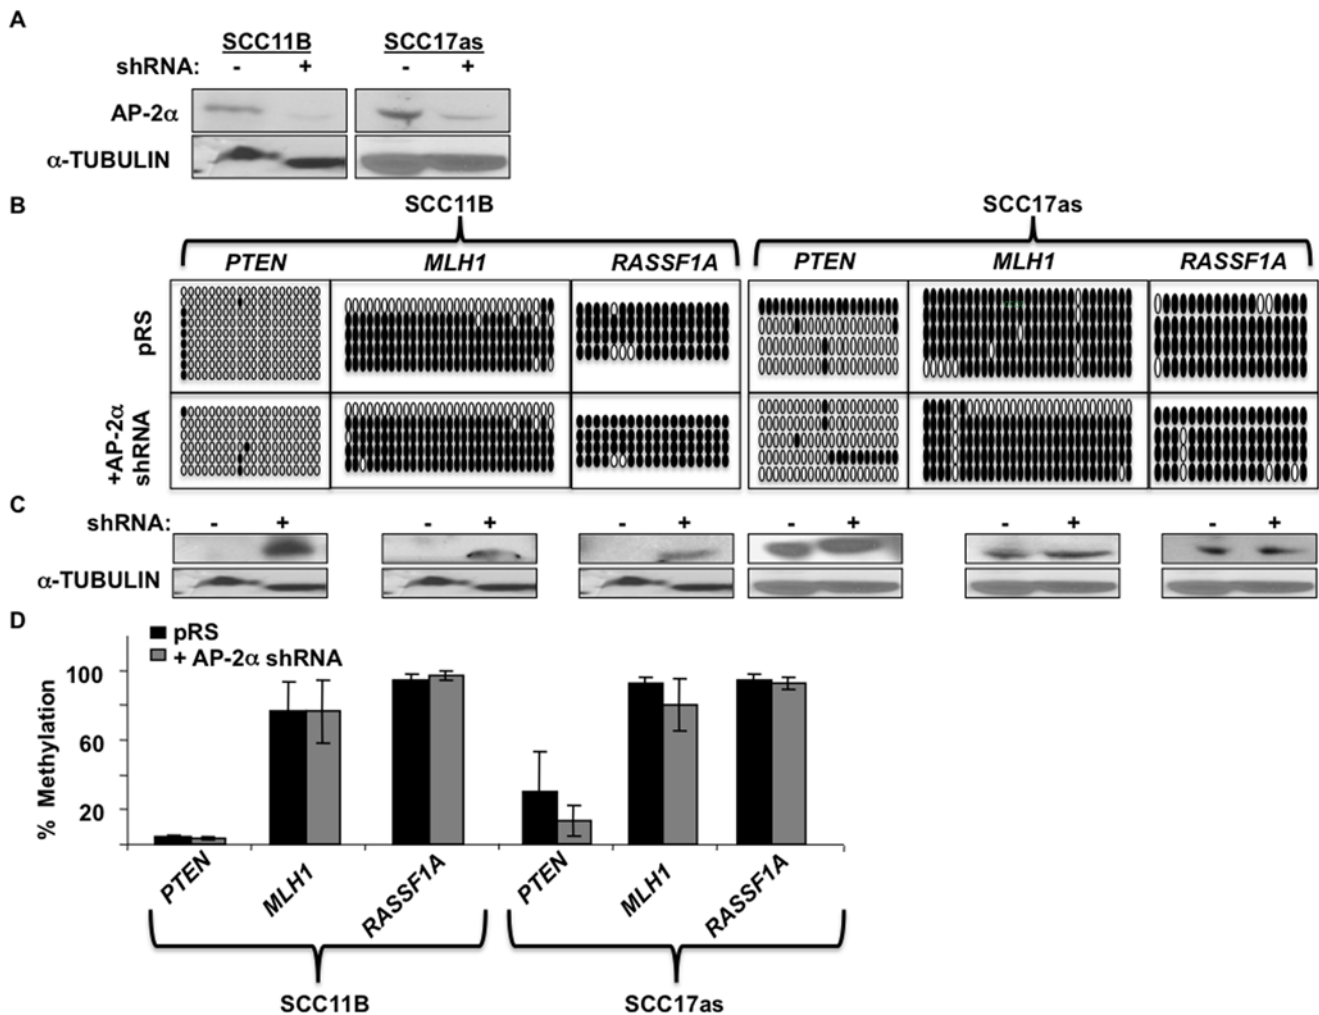 A
SCC11B SCC17as
shRNA: - + - +
AP-2α
α-TUBULIN
B
SCC11B SCC17as
PTEN MLH1 RASSF1A PTEN MLH1 RASSF1A
pRS
+AP-2α
shRNA
C
shRNA: - + - + - + - + - + - +
α-TUBULIN
D
pRS
+ AP-2α shRNA
% Methylation
100
60
20
PTEN MLH1 RASSF1A PTEN MLH1 RASSF1A
SCC11B SCC17as